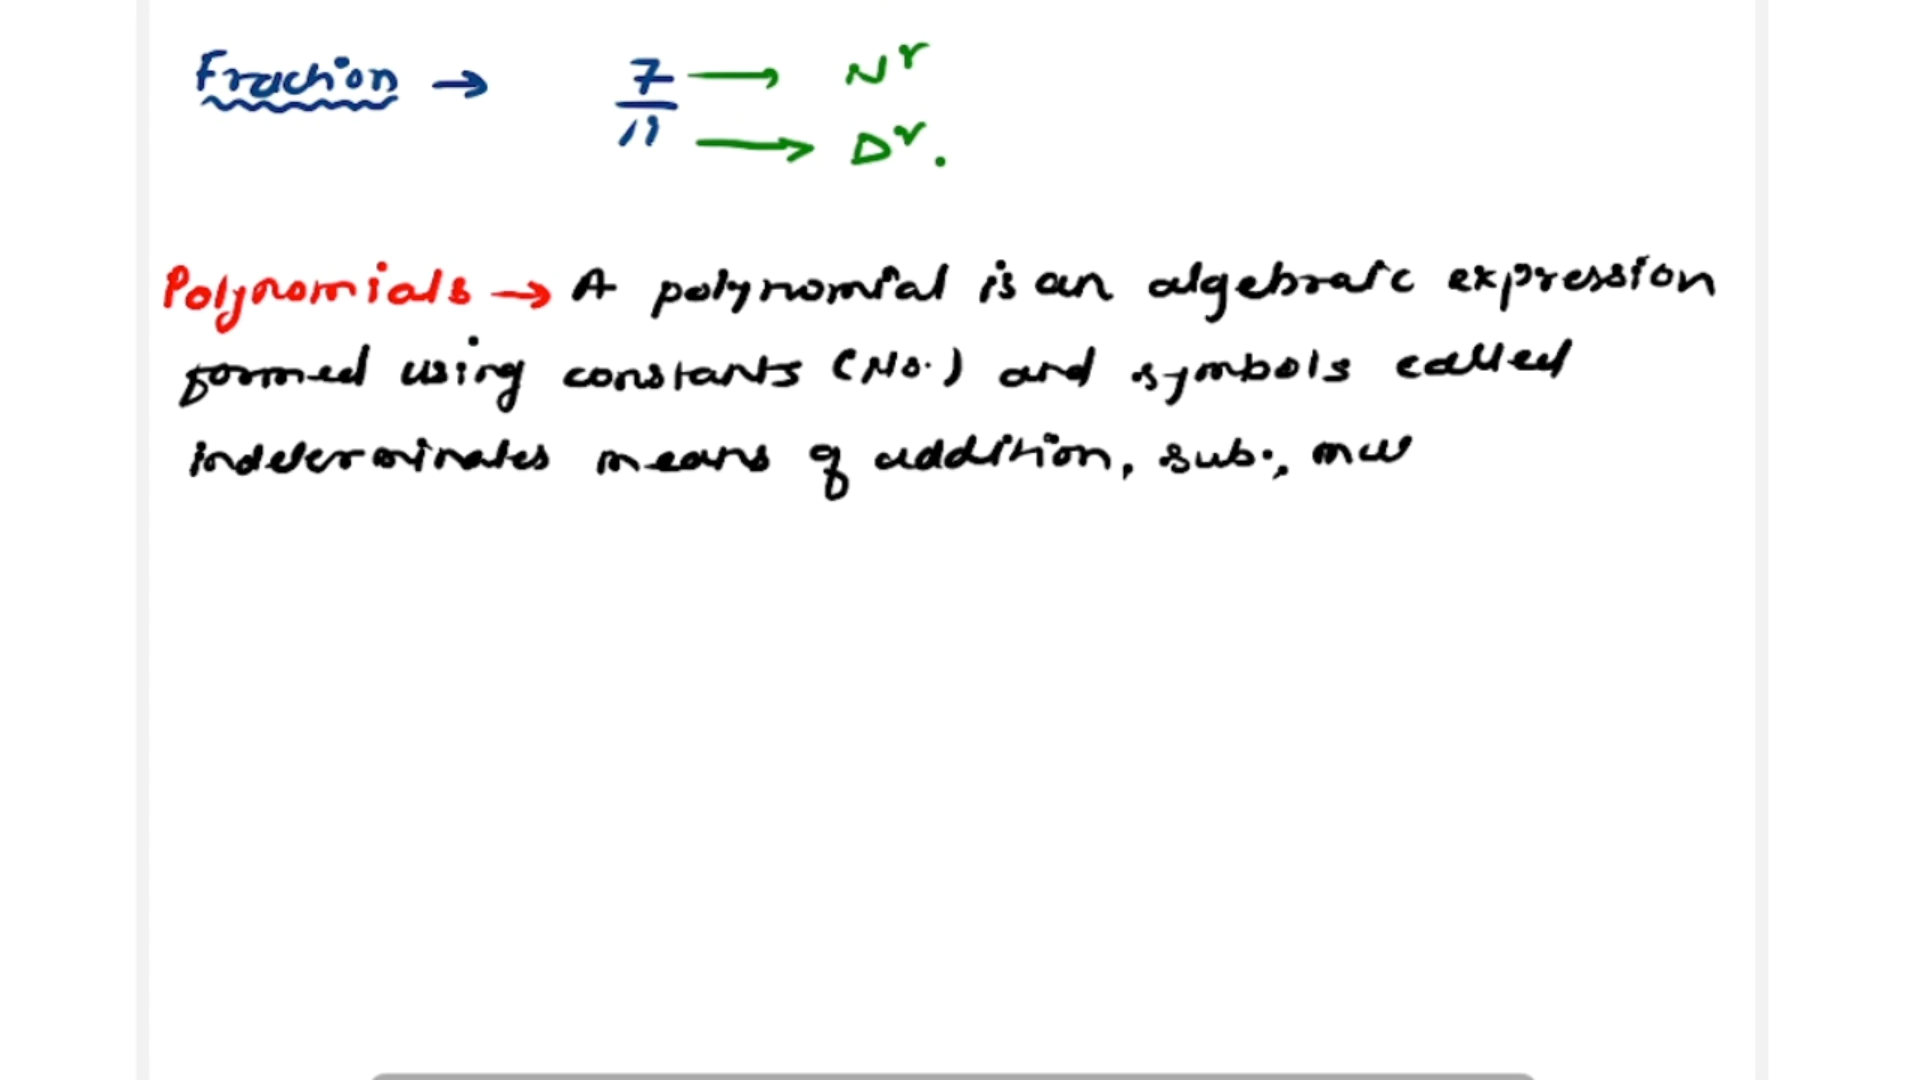 Fraction → 7/11 → Nr → Dr.
Polynomials → A polynomial is an algebraic expression
formed using constants (No.) and symbols called
indeterminates means of addition, sub., mul